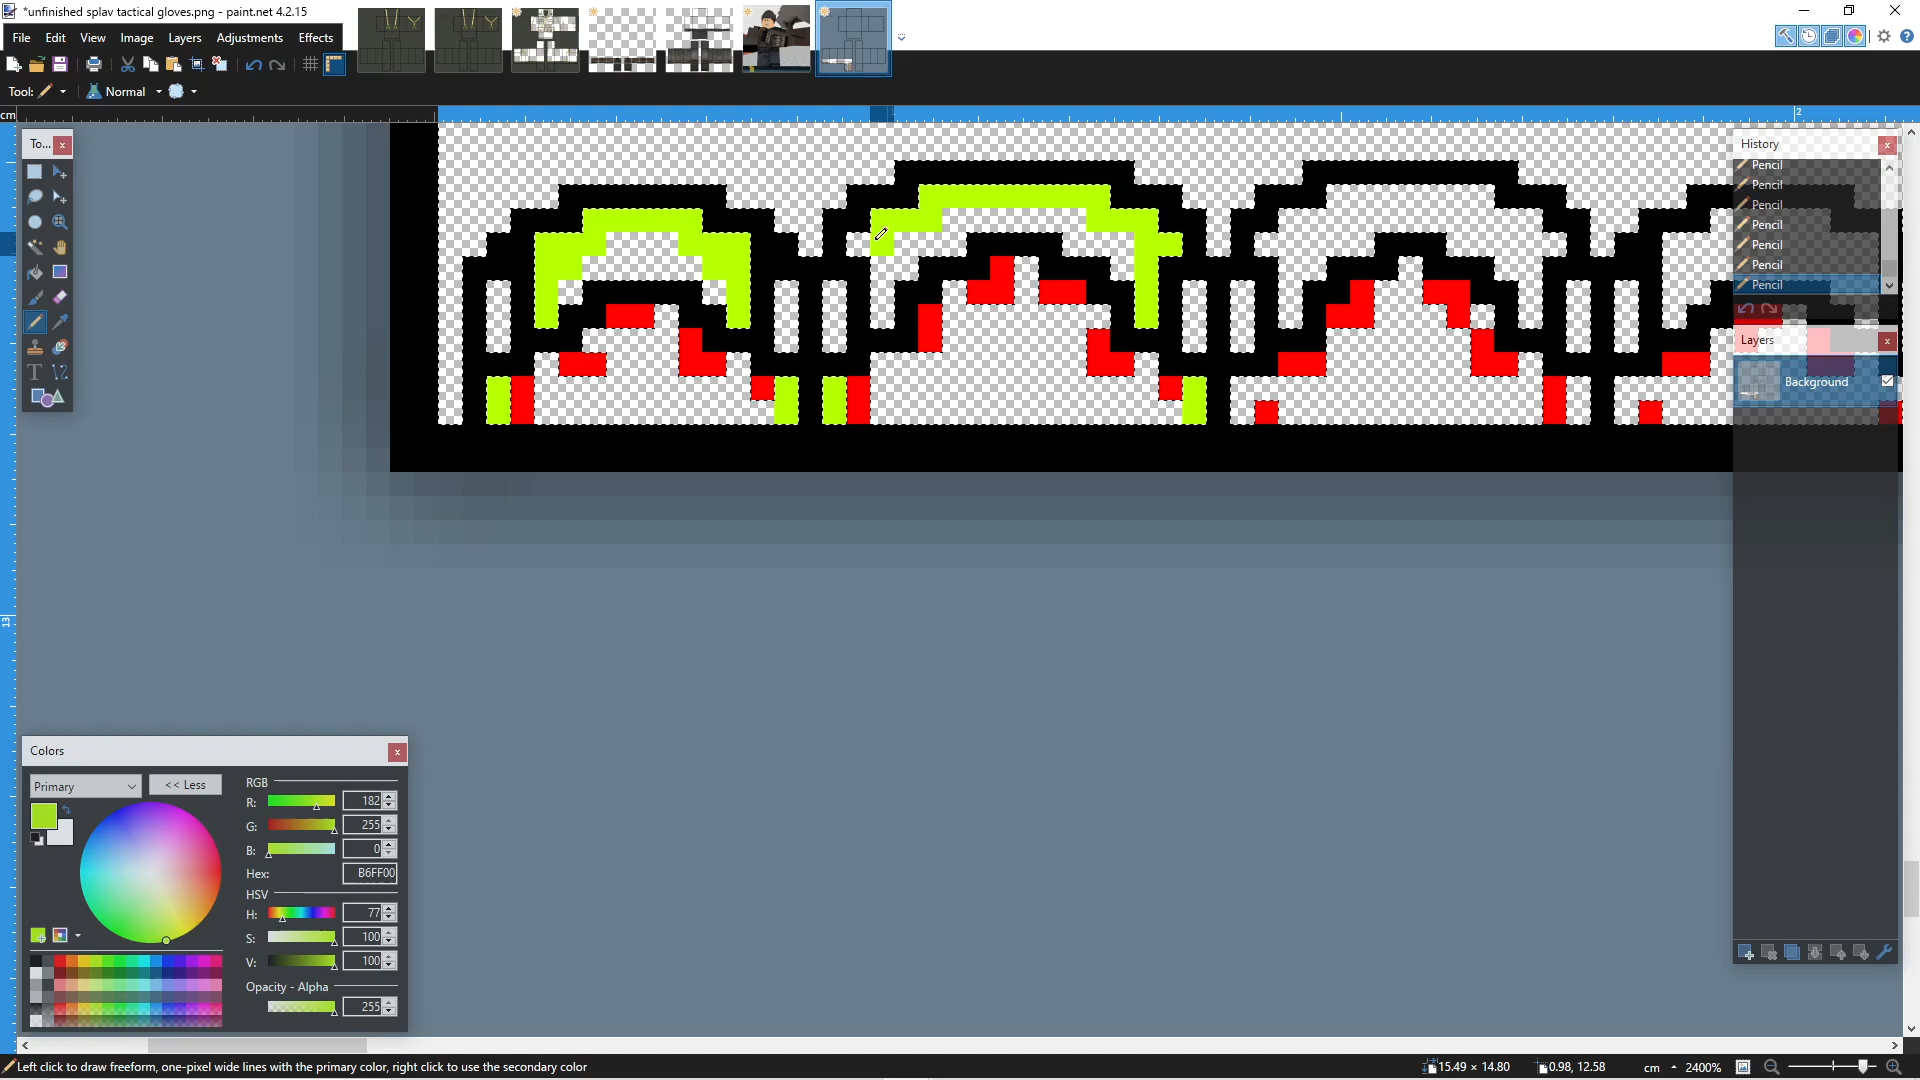 *unfinished splav tactical gloves.png - paint.net 4.2.15
File Edit View Image Layers Adjustments Effects
Tool: Normal
cm
2
To...
History
Pencil
Pencil
Pencil
Pencil
Pencil
Pencil
Pencil
Layers
Background
13
Colors
Primary
<< Less
RGB
R: 182
G: 255
B: 0
Hex: B6FF00
HSV
H: 77
S: 100
V: 100
Opacity - Alpha
255
Left click to draw freeform, one-pixel wide lines with the primary color, right click to use the secondary color
15.49 × 14.80
0.98, 12.58
cm
2400%